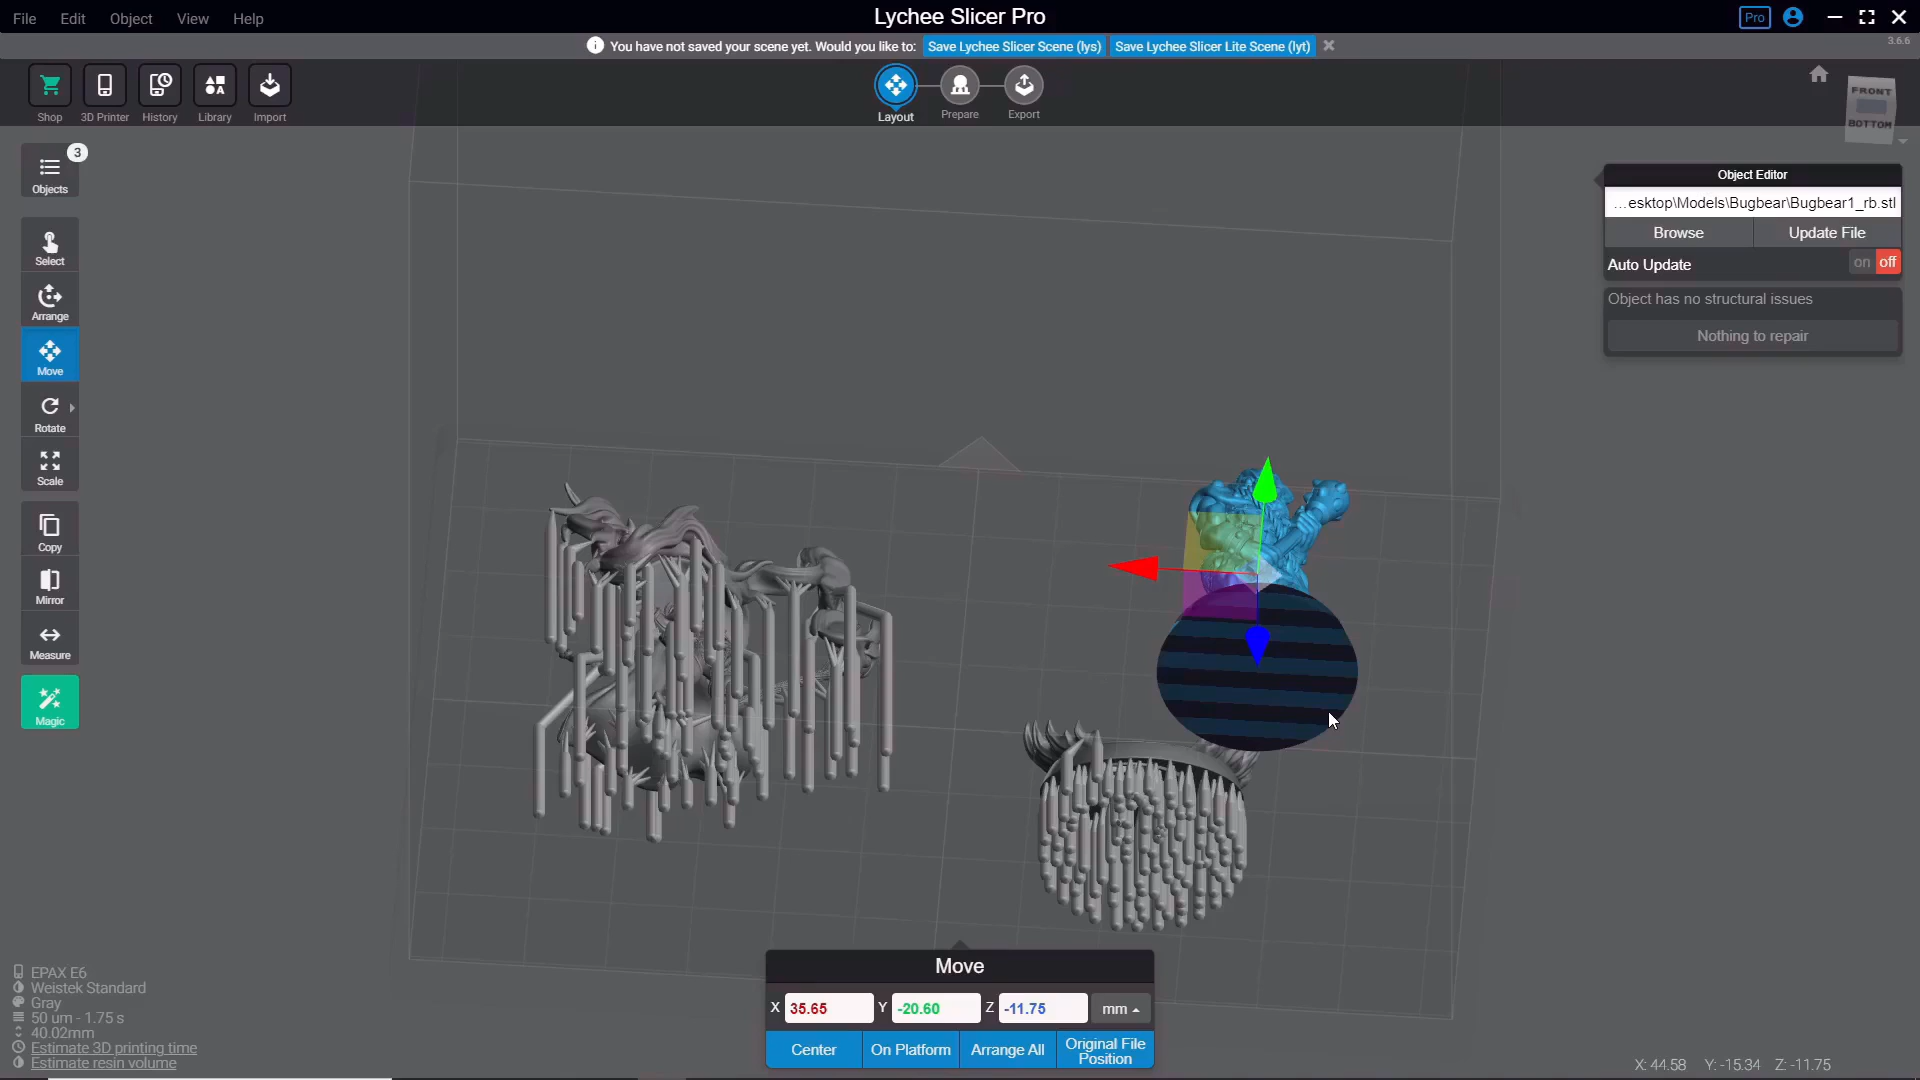 File Edit Object View Help
Lychee Slicer Pro
Pro
You have not saved your scene yet. Would you like to: Save Lychee Slicer Scene (lys) Save Lychee Slicer Lite Scene (lyt)
3.6.6
Shop 3D Printer History Library Import
Layout Prepare Export
FRONT
BOTTOM
3
Objects
Select
Arrange
Move
Rotate
Scale
Copy
Mirror
Measure
Magic
Object Editor
...esktop\Models\Bugbear\Bugbear1_rb.stl
Browse Update File
Auto Update on off
Object has no structural issues
Nothing to repair
EPAX E6
Weistek Standard
Gray
50 um - 1.75 s
40.02mm
Estimate 3D printing time
Estimate resin volume
Move
X 35.65 Y -20.60 Z -11.75 mm
Center On Platform Arrange All Original File Position
X: 44.58 Y: -15.34 Z: -11.75